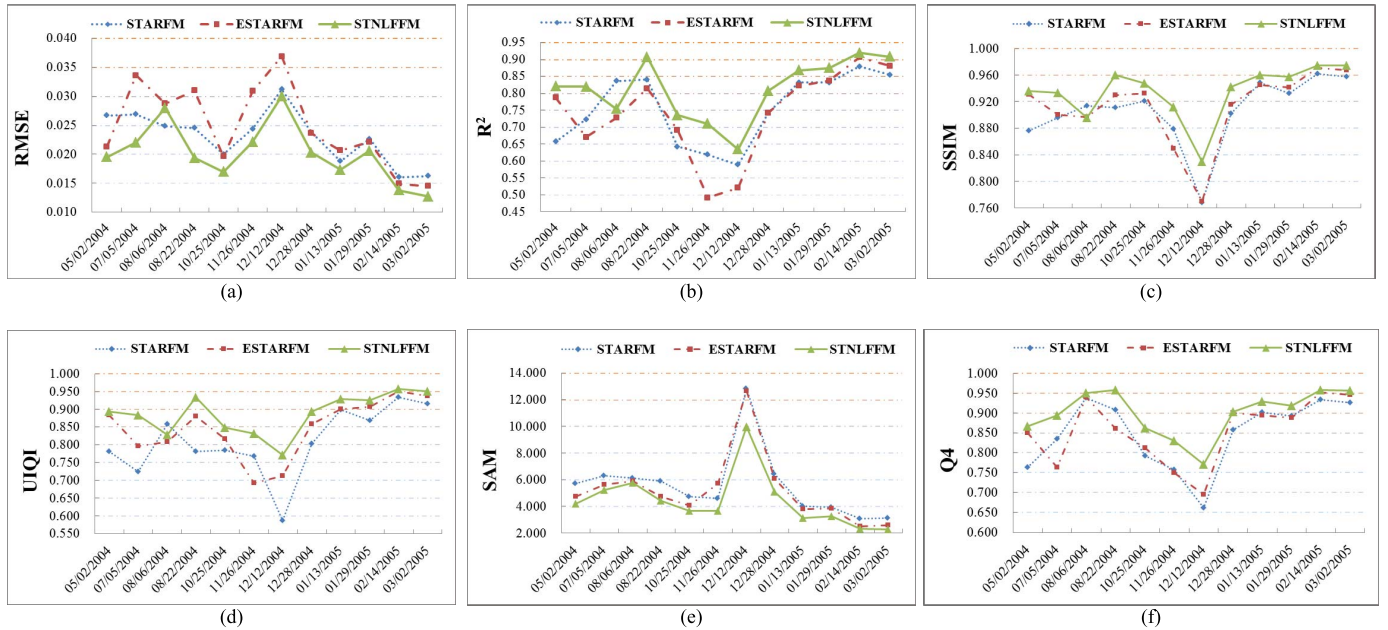 STARFM ESTARFM STNLFFM
RMSE
0.040
0.035
0.030
0.025
0.020
0.015
0.010
05/02/2004 07/05/2004 08/06/2004 08/22/2004 10/25/2004 11/26/2004 12/12/2004 12/28/2004 01/13/2005 01/29/2005 02/14/2005 03/02/2005
(a)
STARFM ESTARFM STNLFFM
R²
0.95
0.90
0.85
0.80
0.75
0.70
0.65
0.60
0.55
0.50
0.45
05/02/2004 07/05/2004 08/06/2004 08/22/2004 10/25/2004 11/26/2004 12/12/2004 12/28/2004 01/13/2005 01/29/2005 02/14/2005 03/02/2005
(b)
STARFM ESTARFM STNLFFM
SSIM
1.000
0.960
0.920
0.880
0.840
0.800
0.760
05/02/2004 07/05/2004 08/06/2004 08/22/2004 10/25/2004 11/26/2004 12/12/2004 12/28/2004 01/13/2005 01/29/2005 02/14/2005 03/02/2005
(c)
STARFM ESTARFM STNLFFM
UIQI
1.000
0.950
0.900
0.850
0.800
0.750
0.700
0.650
0.600
0.550
05/02/2004 07/05/2004 08/06/2004 08/22/2004 10/25/2004 11/26/2004 12/12/2004 12/28/2004 01/13/2005 01/29/2005 02/14/2005 03/02/2005
(d)
STARFM ESTARFM STNLFFM
SAM
14.000
12.000
10.000
8.000
6.000
4.000
2.000
05/02/2004 07/05/2004 08/06/2004 08/22/2004 10/25/2004 11/26/2004 12/12/2004 12/28/2004 01/13/2005 01/29/2005 02/14/2005 03/02/2005
(e)
STARFM ESTARFM STNLFFM
Q4
1.000
0.950
0.900
0.850
0.800
0.750
0.700
0.650
0.600
05/02/2004 07/05/2004 08/06/2004 08/22/2004 10/25/2004 11/26/2004 12/12/2004 12/28/2004 01/13/2005 01/29/2005 02/14/2005 03/02/2005
(f)